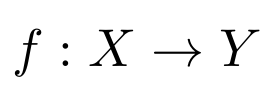 f : X → Y